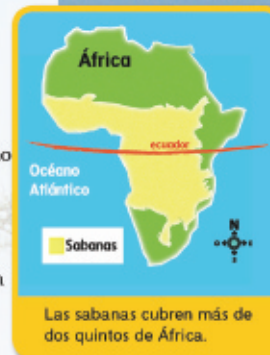 África
ecuador
Océano
Atlántico
N
Sabanas
Las sabanas cubren más de
dos quintos de África.